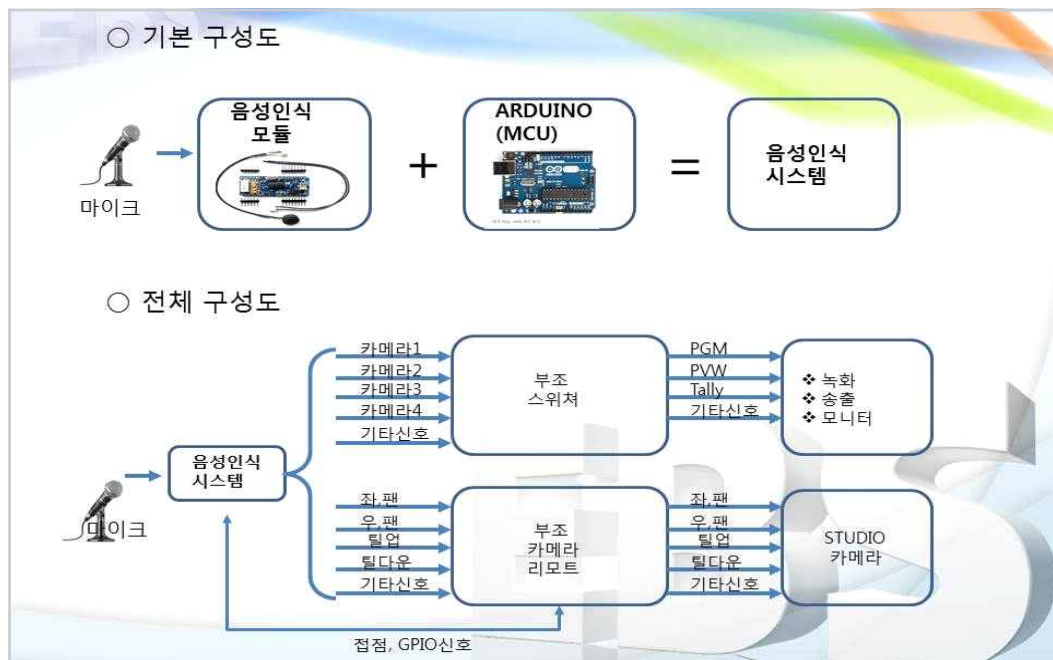 ○ 기본 구성도
음성인식
모듈
ARDUINO
(MCU)
+
=
음성인식
시스템
마이크
○ 전체 구성도
카메라1
카메라2
카메라3
카메라4
기타신호
부조
스위쳐
PGM
PVW
Tally
기타신호
❖ 녹화
❖ 송출
❖ 모니터
음성인식
시스템
마이크
좌,팬
우,팬
틸업
틸다운
기타신호
부조
카메라
리모트
좌,팬
우,팬
틸업
틸다운
기타신호
STUDIO
카메라
접점, GPIO신호